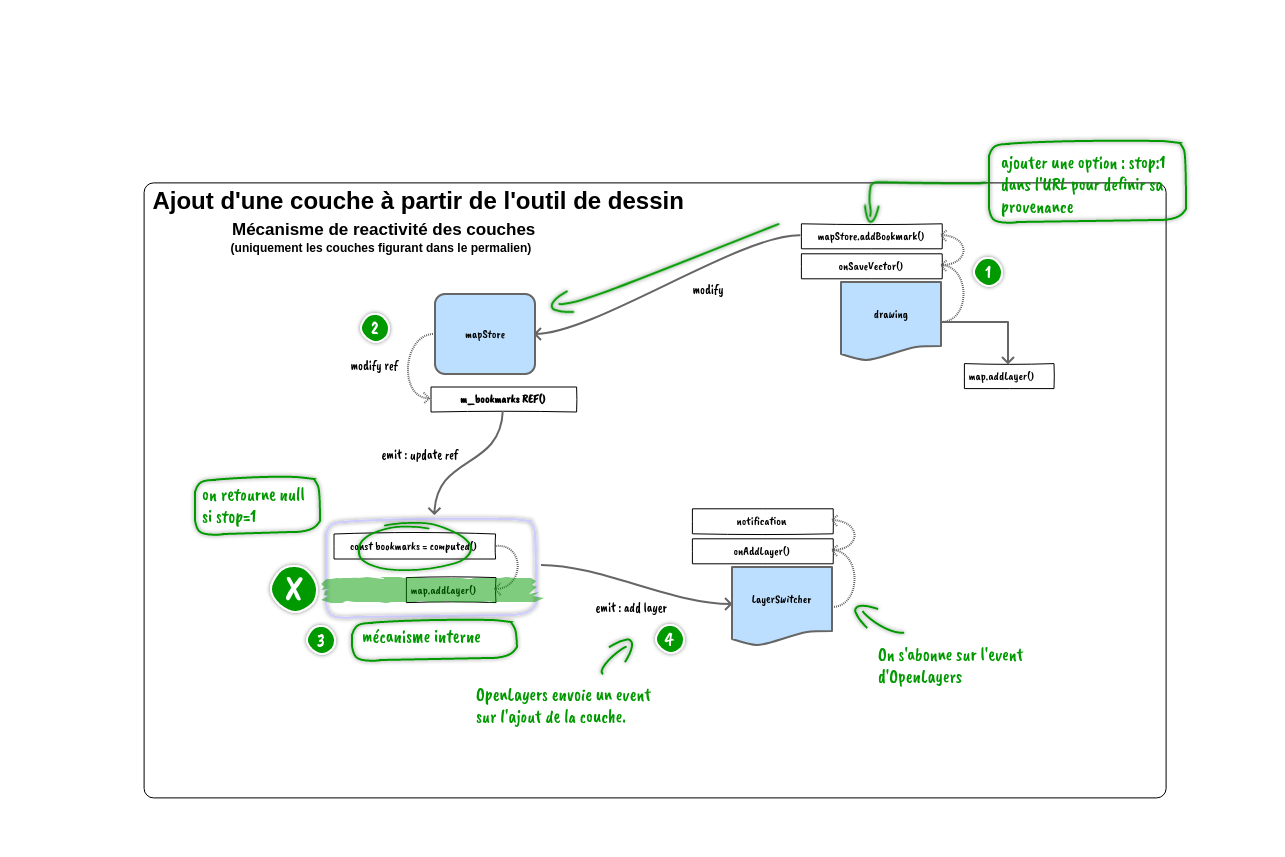 ajouter une option : stop:1
dans l'URL pour definir sa
provenance
Ajout d'une couche à partir de l'outil de dessin
Mécanisme de reactivité des couches
(uniquement les couches figurant dans le permalien)
mapStore.addBookmark()
onSaveVector()
1
drawing
modify
2
mapStore
modify ref
map.addLayer()
m_bookmarks REF()
emit : update ref
on retourne null
si stop=1
const bookmarks = computed()
X
map.addLayer()
3
mécanisme interne
notification
onAddLayer()
LayerSwitcher
emit : add layer
4
On s'abonne sur l'event
d'OpenLayers
OpenLayers envoie un event
sur l'ajout de la couche.